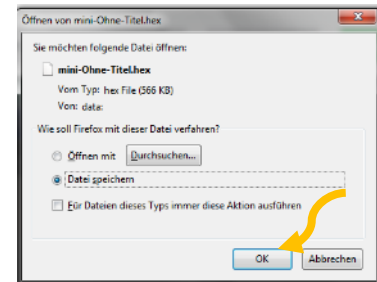 Öffnen von mini-Ohne-Titel.hex
Sie möchten folgende Datei öffnen:
mini-Ohne-Titel.hex
Vom Typ: hex File (566 KB)
Von: data:
Wie soll Firefox mit dieser Datei verfahren?
Öffnen mit Durchsuchen...
Datei speichern
Für Dateien dieses Typs immer diese Aktion ausführen
OK Abbrechen